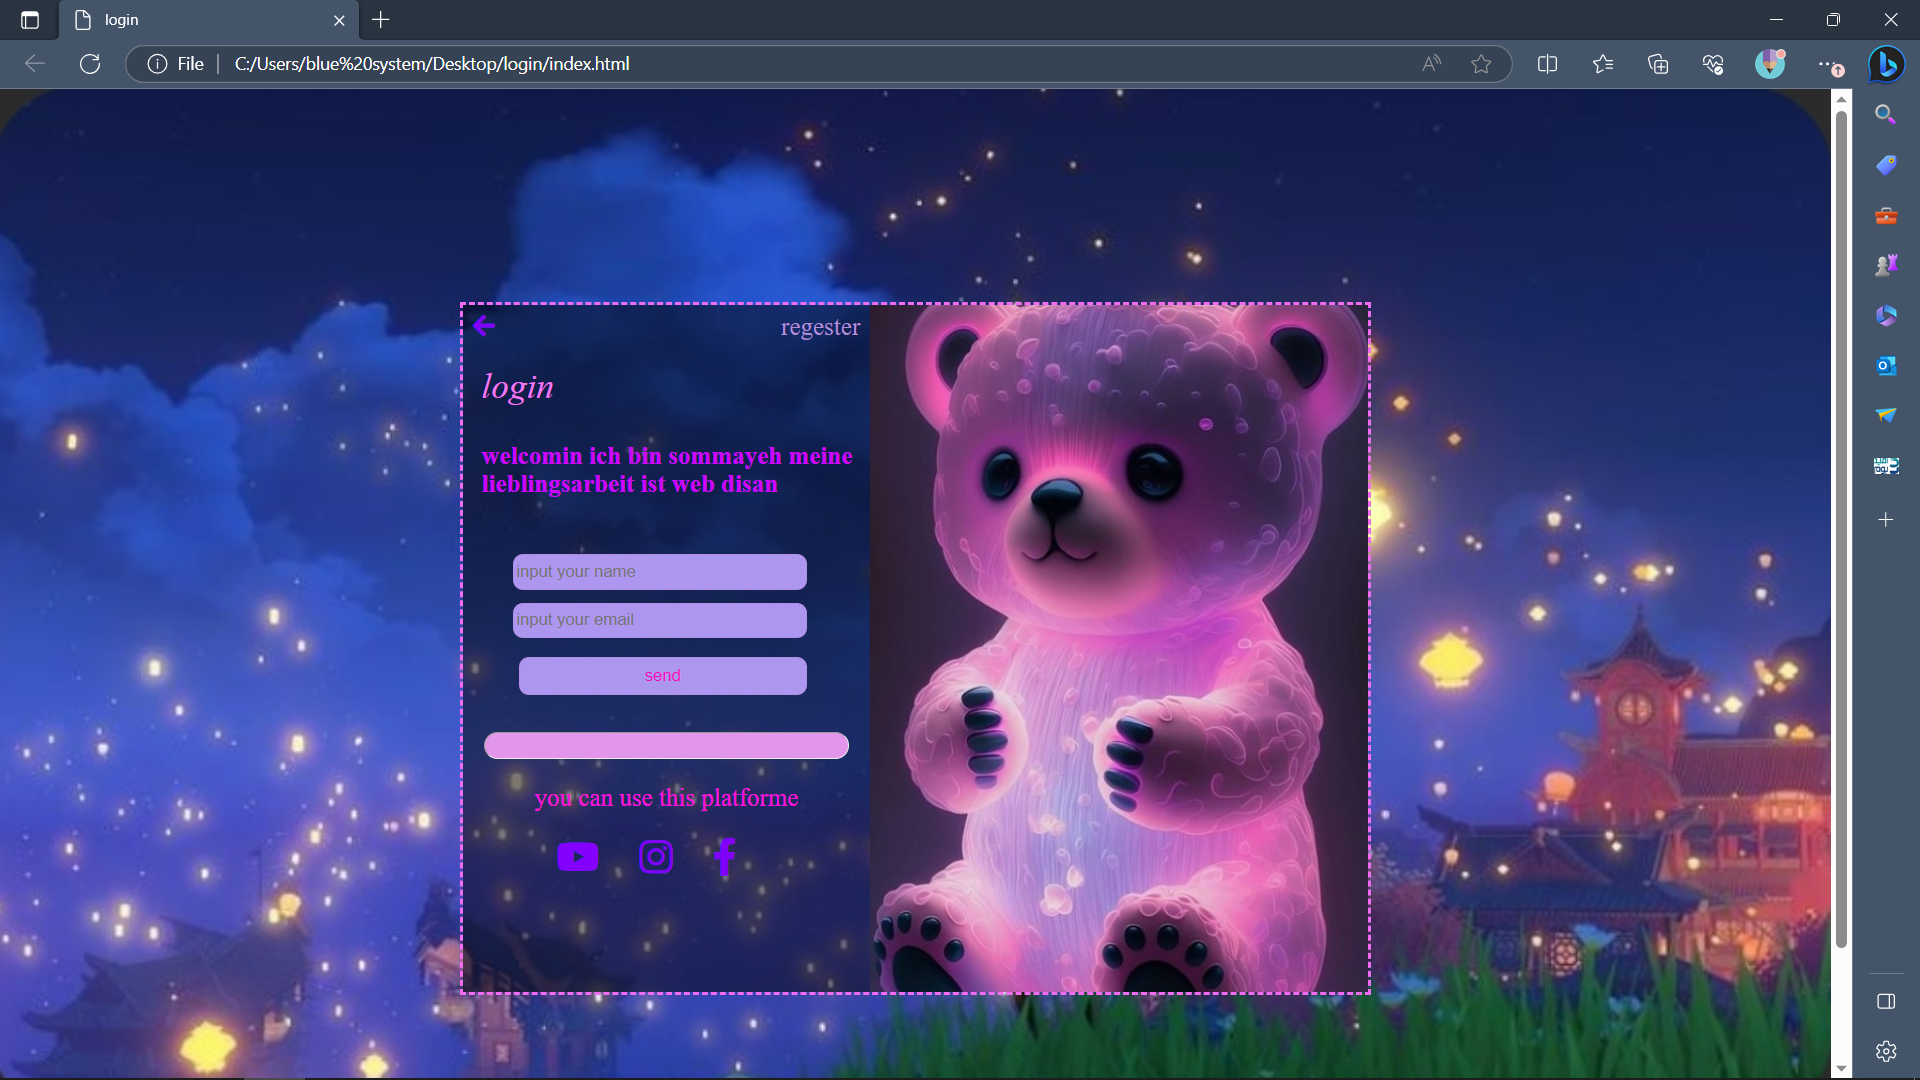 login
File
C:/Users/blue%20system/Desktop/login/index.html
regester
login
welcomin ich bin sommayeh meine
lieblingsarbeit ist web disan
input your name
input your email
send
you can use this platforme